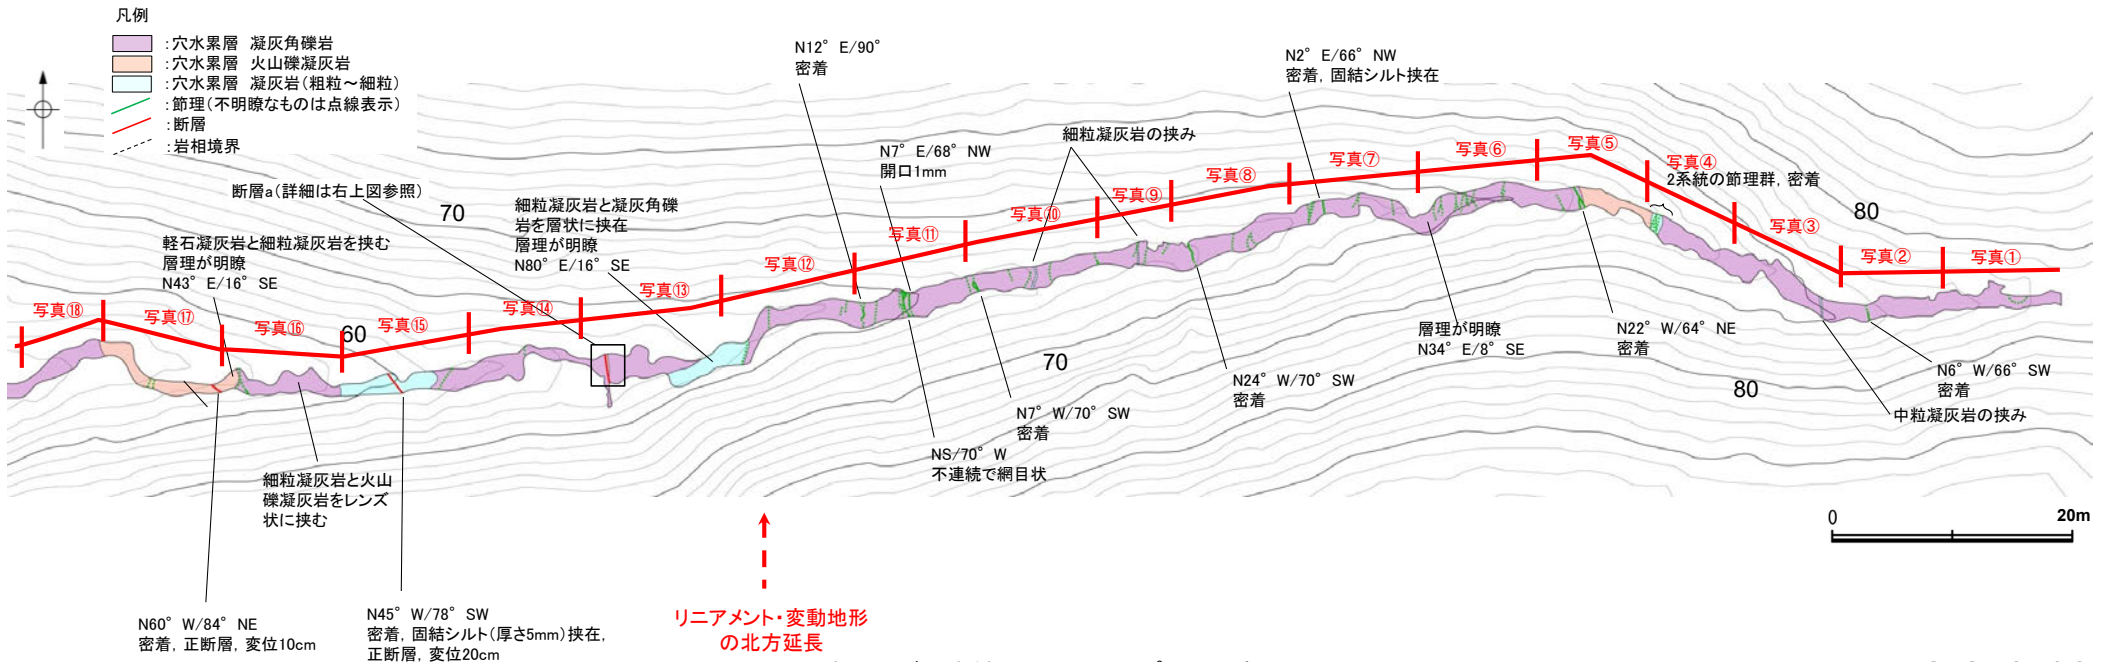 凡例
:穴水累層 凝灰角礫岩
:穴水累層 火山礫凝灰岩
:穴水累層 凝灰岩(粗粒～細粒)
:節理(不明瞭なものは点線表示)
:断層
:岩相境界
断層a(詳細は右上図参照)
70
軽石凝灰岩と細粒凝灰岩を挟む
層理が明瞭
N43° E/16° SE
細粒凝灰岩と凝灰角礫
岩を層状に挟在
層理が明瞭
N80° E/16° SE
N12° E/90°
密着
N7° E/68° NW
開口1mm
細粒凝灰岩の挟み
N2° E/66° NW
密着, 固結シルト挟在
2系統の節理群, 密着
80
写真⑱
写真⑰
写真⑯
60
写真⑮
写真⑭
写真⑬
写真⑫
写真⑪
写真⑩
写真⑨
写真⑧
写真⑦
写真⑥
写真⑤
写真④
写真③
写真②
写真①
細粒凝灰岩と火山
礫凝灰岩をレンズ
状に挟む
N60° W/84° NE
密着, 正断層, 変位10cm
N45° W/78° SW
密着, 固結シルト(厚さ5mm)挟在,
正断層, 変位20cm
リニアメント・変動地形
の北方延長
NS/70° W
不連続で網目状
N7° W/70° SW
密着
70
N24° W/70° SW
密着
層理が明瞭
N34° E/8° SE
N22° W/64° NE
密着
80
N6° W/66° SW
密着
中粒凝灰岩の挟み
0
20m